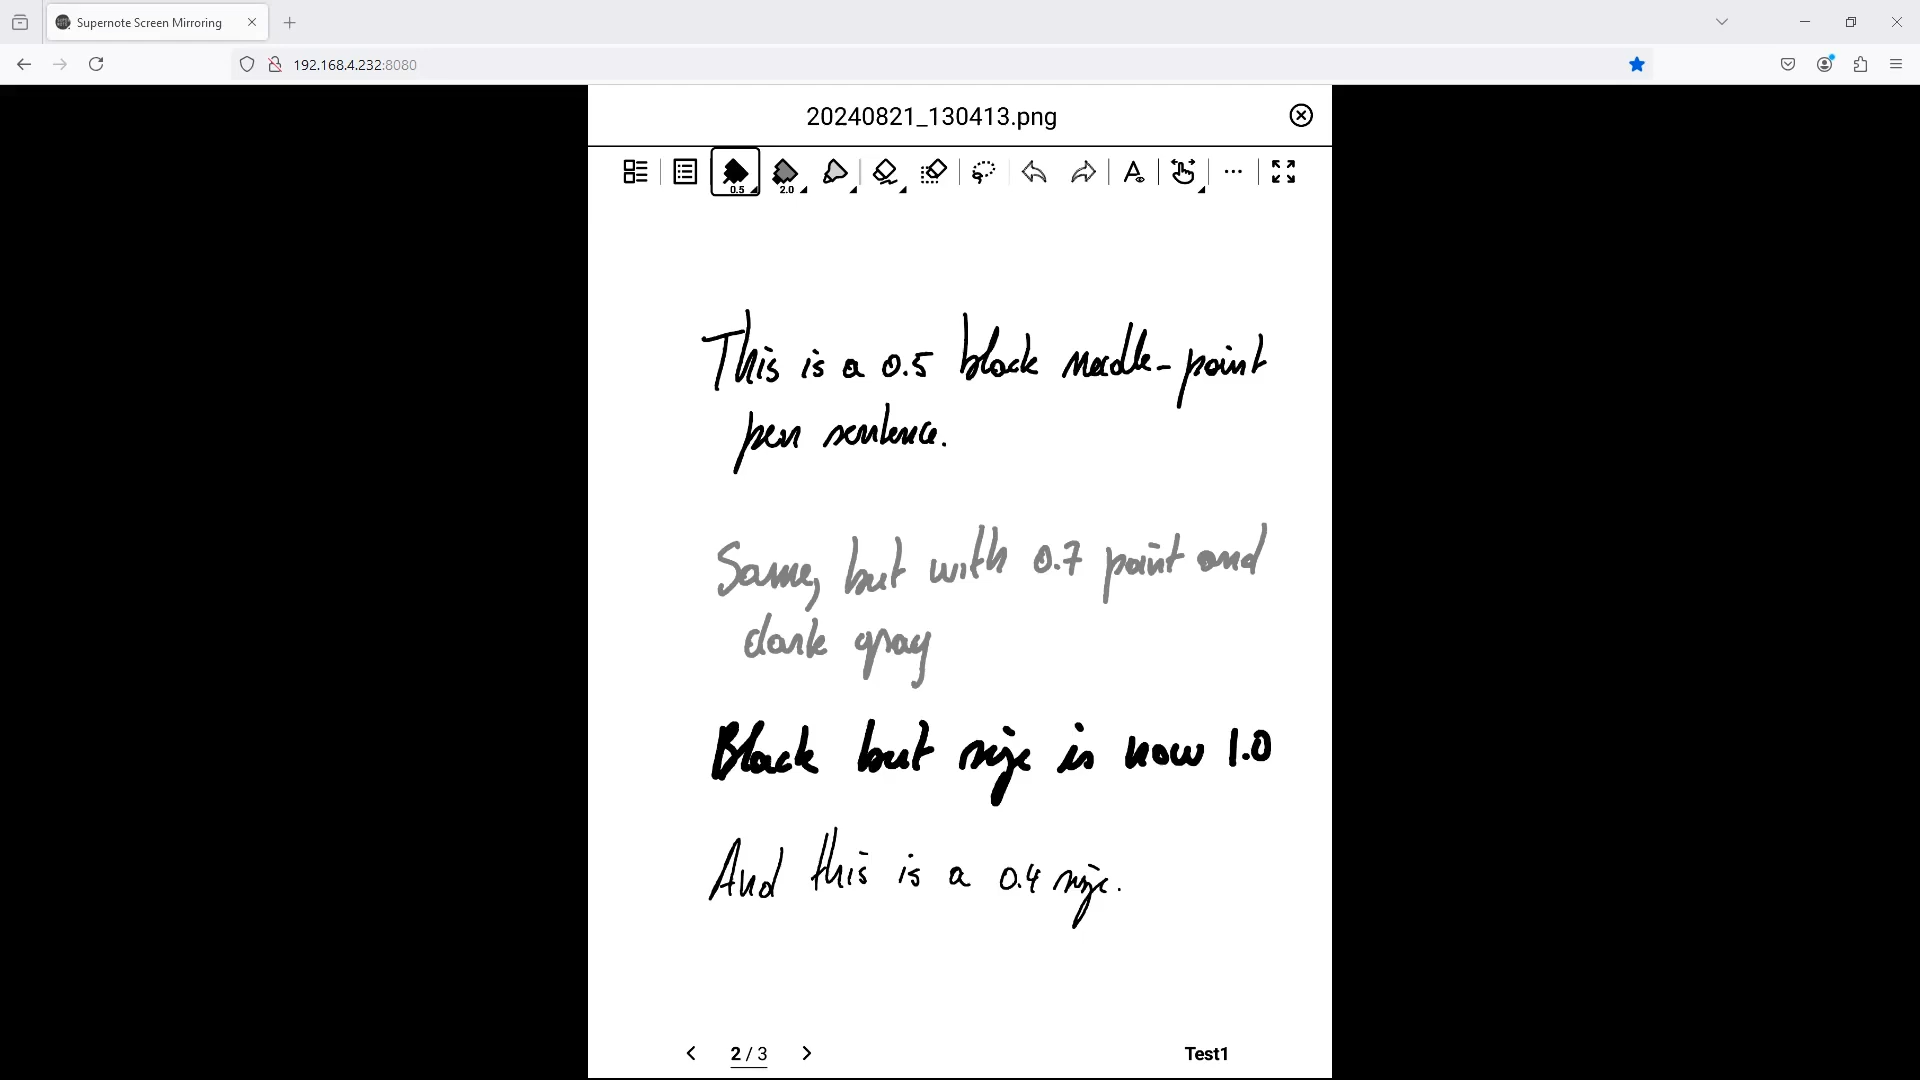 Supernote Screen Mirroring
192.168.4.232:8080
20240821_130413.png
0.5 2.0
This is a 0.5 black needle-point
pen sentence.
Same, but with 0.7 point and
dark gray
Black but size is now 1.0
And this is a 0.4 size.
2 / 3 Test1